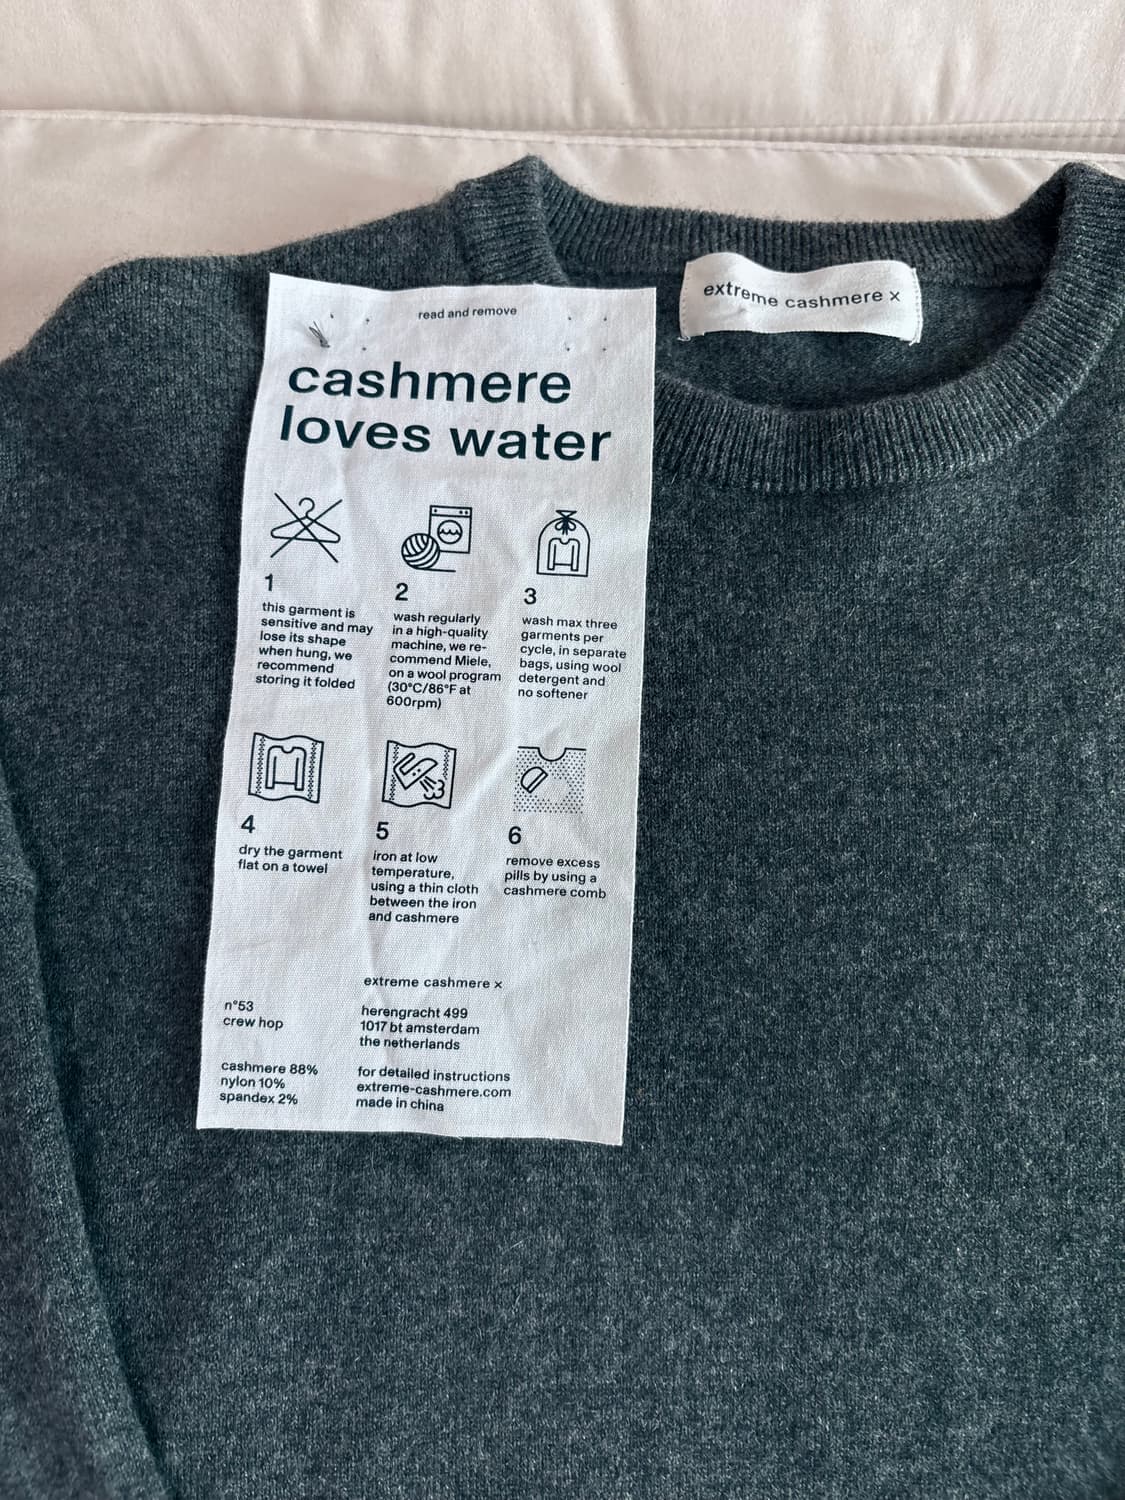 extreme cashmere x
read and remove
cashmere
loves water
1
this garment is
sensitive and may
lose its shape
when hung, we
recommend
storing it folded
2
wash regularly
in a high-quality
machine, we re-
commend Miele,
on a wool program
(30°C/86°F at
600rpm)
3
wash max three
garments per
cycle, in separate
bags, using wool
detergent and
no softener
4
dry the garment
flat on a towel
5
iron at low
temperature,
using a thin cloth
between the iron
and cashmere
6
remove excess
pills by using a
cashmere comb
n°53
crew hop
cashmere 88%
nylon 10%
spandex 2%
extreme cashmere x
herengracht 499
1017 bt amsterdam
the netherlands
for detailed instructions
extreme-cashmere.com
made in china